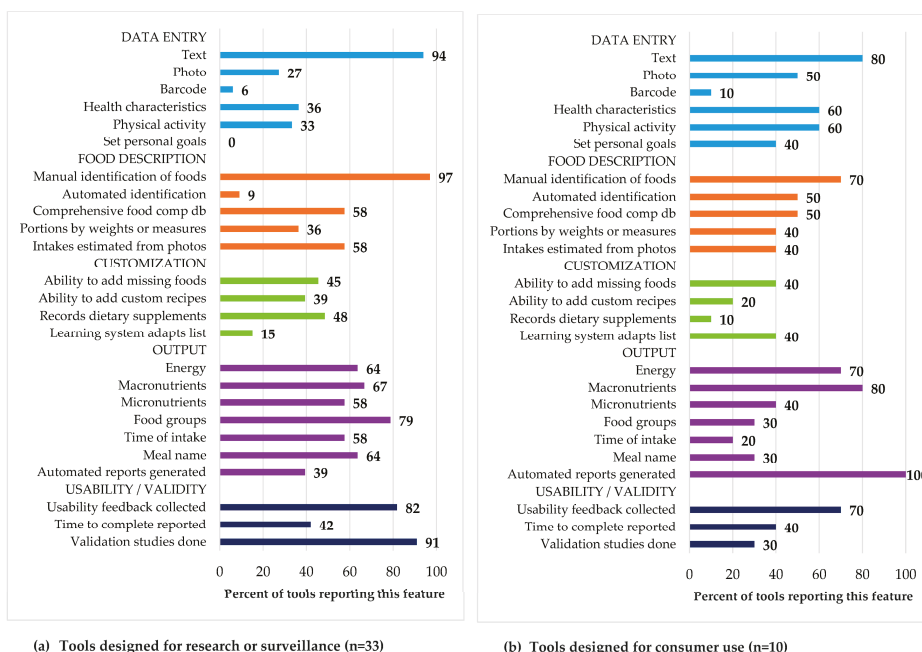 DATA ENTRY
Text 94
Photo 27
Barcode 6
Health characteristics 36
Physical activity 33
Set personal goals 0
FOOD DESCRIPTION
Manual identification of foods 97
Automated identification 9
Comprehensive food comp db 58
Portions by weights or measures 36
Intakes estimated from photos 58
CUSTOMIZATION
Ability to add missing foods 45
Ability to add custom recipes 39
Records dietary supplements 48
Learning system adapts list 15
OUTPUT
Energy 64
Macronutrients 67
Micronutrients 58
Food groups 79
Time of intake 58
Meal name 64
Automated reports generated 39
USABILITY / VALIDITY
Usability feedback collected 82
Time to complete reported 42
Validation studies done 91
0 20 40 60 80 100
Percent of tools reporting this feature
(a) Tools designed for research or surveillance (n=33)
DATA ENTRY
Text 80
Photo 50
Barcode 10
Health characteristics 60
Physical activity 60
Set personal goals 40
FOOD DESCRIPTION
Manual identification of foods 70
Automated identification 50
Comprehensive food comp db 50
Portions by weights or measures 40
Intakes estimated from photos 40
CUSTOMIZATION
Ability to add missing foods 40
Ability to add custom recipes 20
Records dietary supplements 10
Learning system adapts list 40
OUTPUT
Energy 70
Macronutrients 80
Micronutrients 40
Food groups 30
Time of intake 20
Meal name 30
Automated reports generated 100
USABILITY / VALIDITY
Usability feedback collected 70
Time to complete reported 40
Validation studies done 30
0 20 40 60 80 100
Percent of tools reporting this feature
(b) Tools designed for consumer use (n=10)